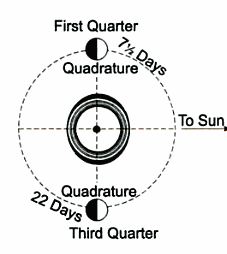 First Quarter
7½ Days
Quadrature
To Sun
Quadrature
22 Days
Third Quarter